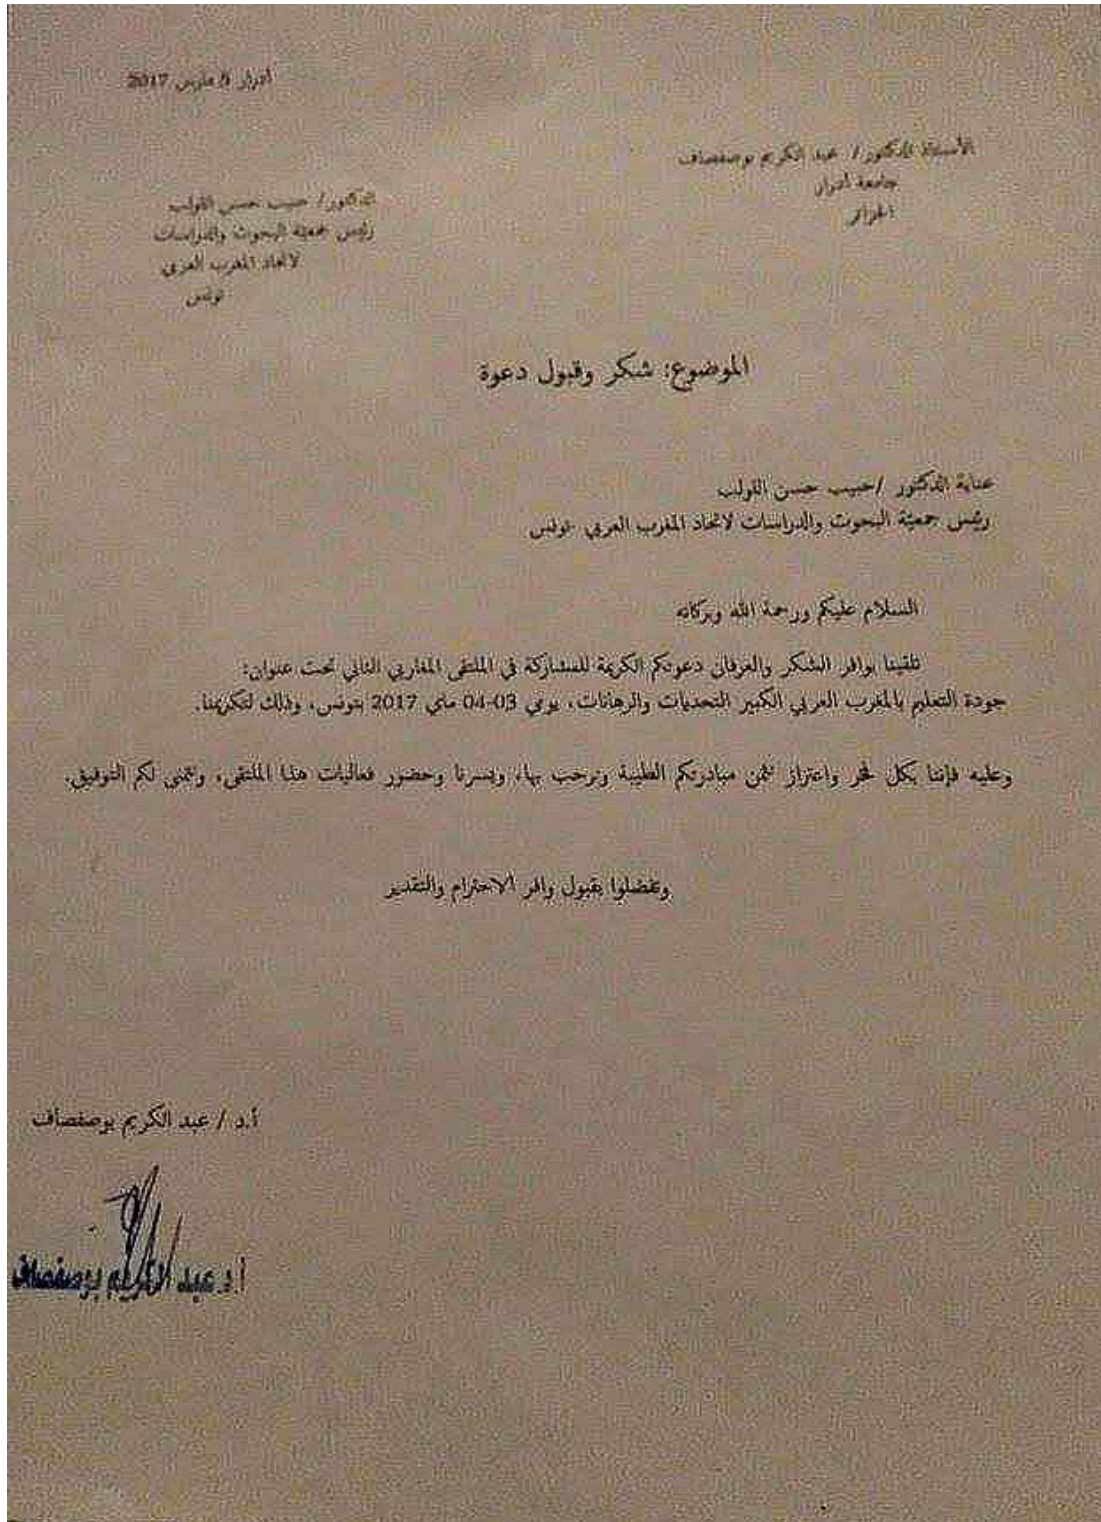 أدرار 5 مارس 2017
الأستاذ الدكتور/ عبد الكريم بوصفصاف
جامعة أدرار
الجزائر
الدكتور/ حبيب حسن اللولب
رئيس جمعية البحوث والدراسات
لاتحاد المغرب العربي
تونس
الموضوع: شكر وقبول دعوة
عناية الدكتور /حبيب حسن اللولب
رئيس جمعية البحوث والدراسات لاتحاد المغرب العربي -تونس
السلام عليكم ورحمة الله وبركاته
تلقينا بوافر الشكر والعرفان دعوتكم الكريمة للمشاركة في الملتقى المغاربي الثاني تحت عنوان:
جودة التعليم بالمغرب العربي الكبير التحديات والرهانات، يومي 03-04 ماي 2017 بتونس، وذلك لتكريمنا.
وعليه فإننا بكل فخر واعتزاز نثمن مبادرتكم الطيبة ونرحب بها، ويسرنا وحضور فعاليات هذا الملتقى، ونتمنى لكم التوفيق.
وتفضلوا بقبول وافر الاحترام والتقدير
أ.د / عبد الكريم بوصفصاف
أ.د. عبد الكريم بوصفصاف